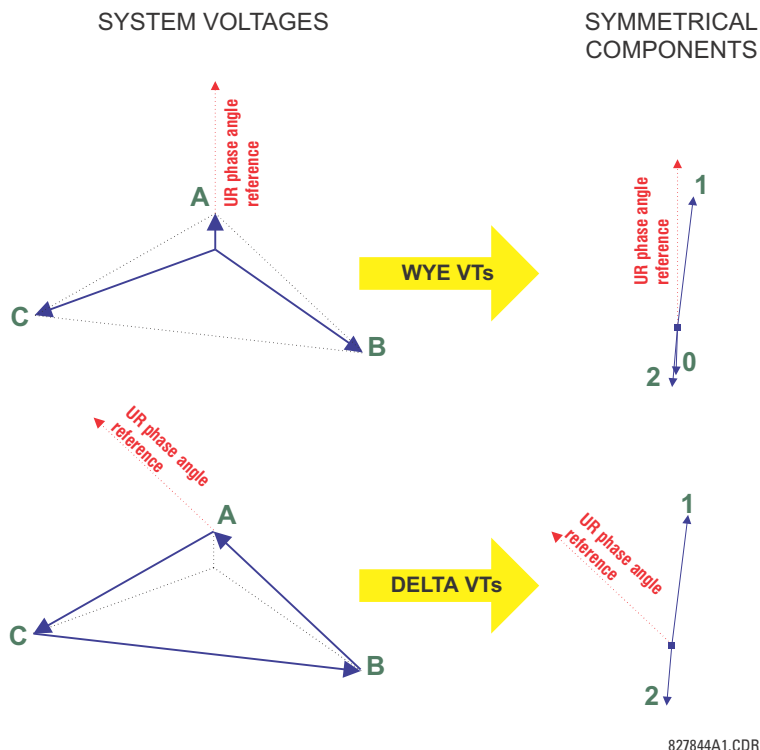 SYSTEM VOLTAGES
SYMMETRICAL
COMPONENTS
UR phase angle
reference
A
C
B
WYE VTs
UR phase angle
reference
1
2
0
UR phase angle
reference
A
C
B
DELTA VTs
UR phase angle
reference
1
2
827844A1.CDR